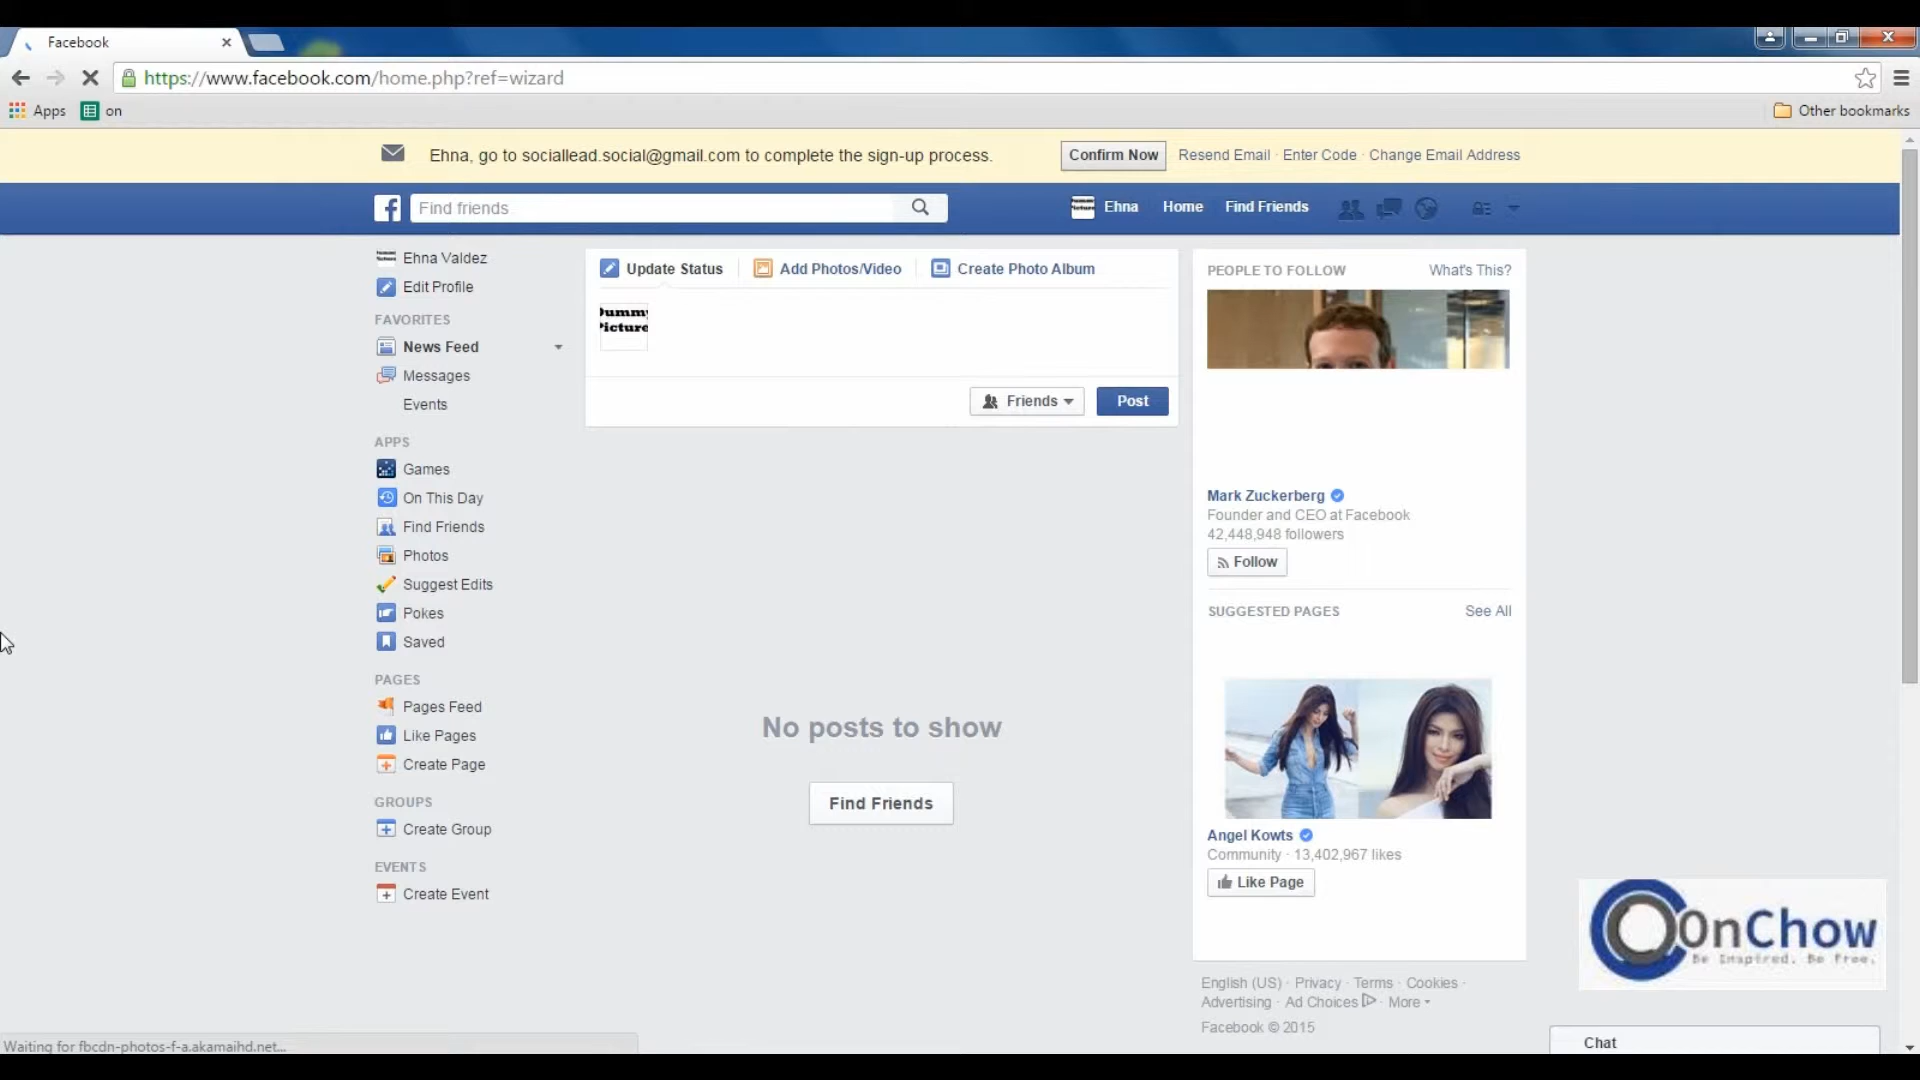 Facebook
https://www.facebook.com/home.php?ref=wizard
Apps on Other bookmarks
Ehna, go to sociallead.social@gmail.com to complete the sign-up process. Confirm Now Resend Email · Enter Code · Change Email Address
Find friends Ehna Home Find Friends
Ehna Valdez
Edit Profile
FAVORITES
News Feed
Messages
Events
APPS
Games
On This Day
Find Friends
Photos
Suggest Edits
Pokes
Saved
PAGES
Pages Feed
Like Pages
Create Page
GROUPS
Create Group
EVENTS
Create Event
Update Status Add Photos/Video Create Photo Album
Picture
Friends Post
No posts to show
Find Friends
PEOPLE TO FOLLOW What's This?
Mark Zuckerberg
Founder and CEO at Facebook
42,448,948 followers
Follow
SUGGESTED PAGES See All
Angel Kowts
Community · 13,402,967 likes
Like Page
English (US) · Privacy · Terms · Cookies ·
Advertising · Ad Choices · More
Facebook © 2015
OnChow
Be Inspired. Be Free.
Chat
Waiting for fbcdn-photos-f-a.akamaihd.net...